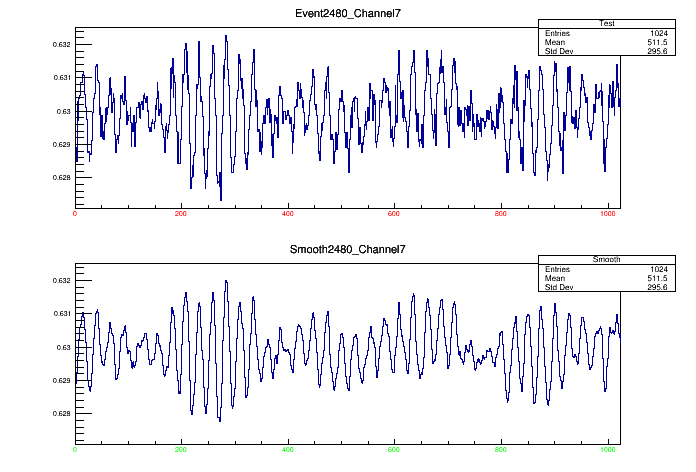 Event2480_Channel7
Test
Entries 1024
Mean 511.5
Std Dev 295.6
0.632
0.631
0.63
0.629
0.628
0 200 400 600 800 1000
Smooth2480_Channel7
Smooth
Entries 1024
Mean 511.5
Std Dev 295.6
0.632
0.631
0.63
0.629
0.628
0 200 400 600 800 1000